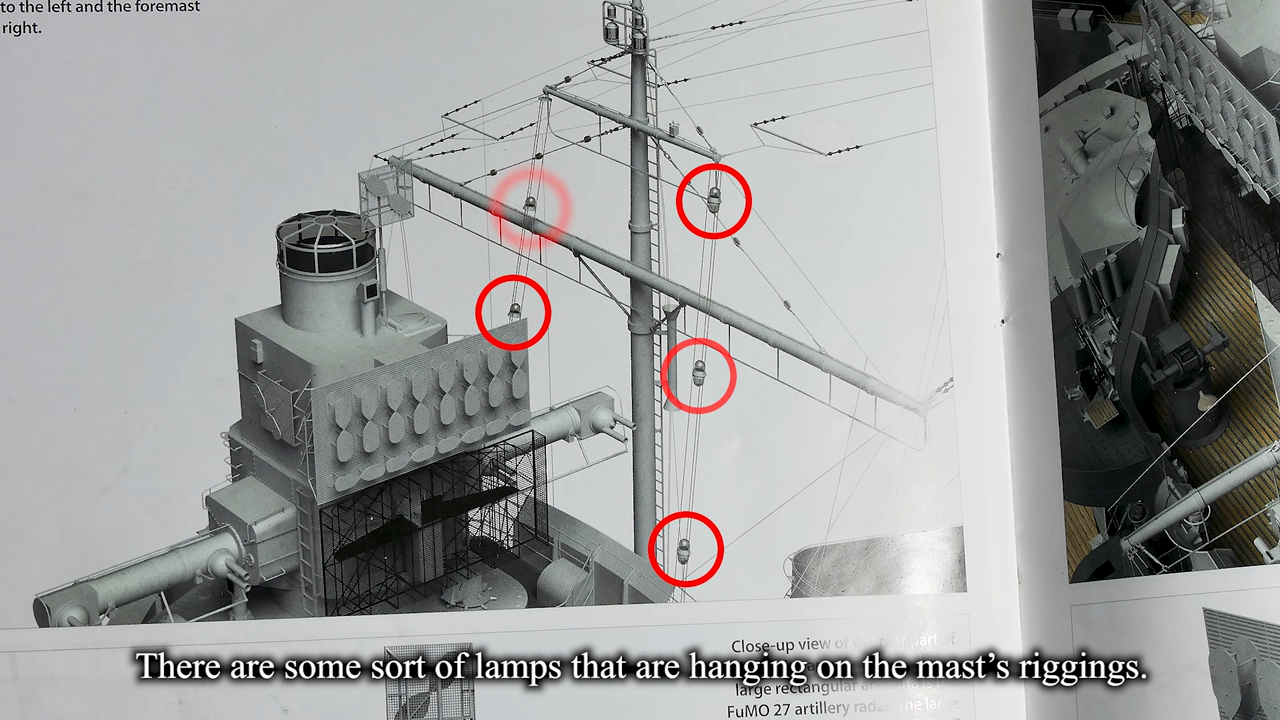 to the left and the foremast
right.
Close-up view of the
There are some sort of lamps that are hanging on the mast's riggings.
large rectangular
FuMO 27 artillery radar. The large